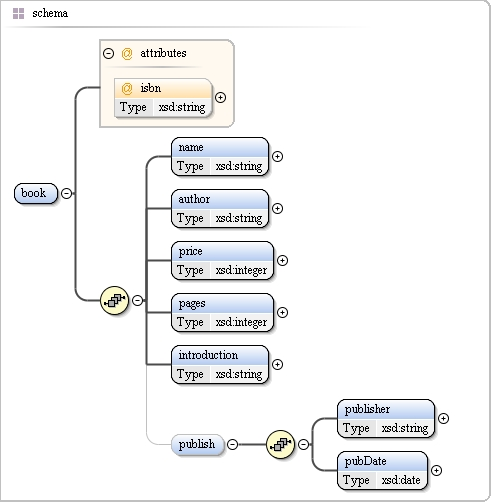 schema
@ attributes
@ isbn
Type xsd:string
book
name
Type xsd:string
author
Type xsd:string
price
Type xsd:integer
pages
Type xsd:integer
introduction
Type xsd:string
publish
publisher
Type xsd:string
pubDate
Type xsd:date